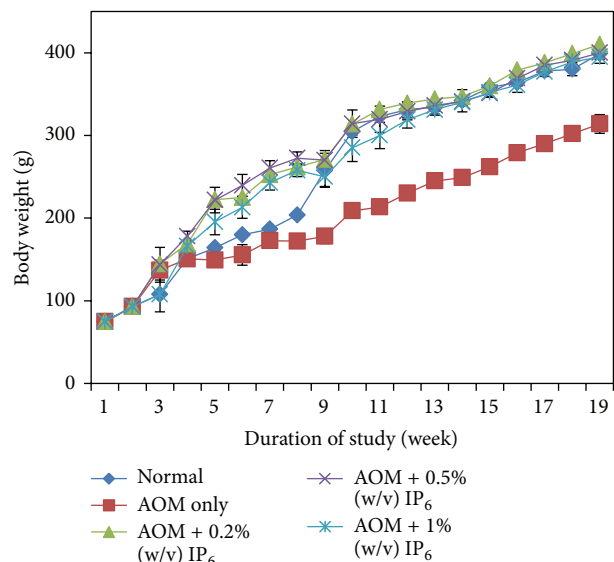 400
300
200
100
0
Body weight (g)
1 3 5 7 9 11 13 15 17 19
Duration of study (week)
Normal
AOM only
AOM + 0.2%
(w/v) IP₆
AOM + 0.5%
(w/v) IP₆
AOM + 1%
(w/v) IP₆